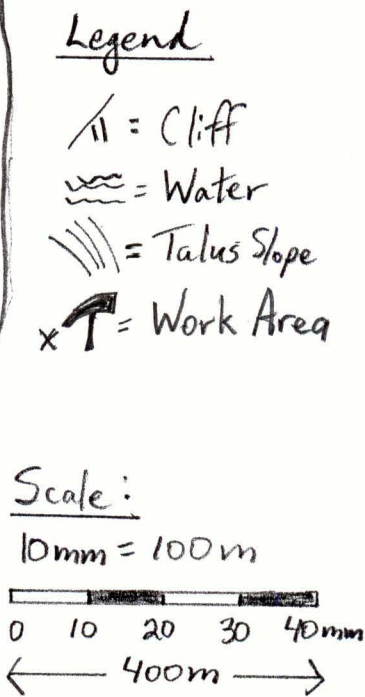 Legend
= Cliff
= Water
= Talus Slope
x = Work Area
Scale:
10mm = 100m
0 10 20 30 40mm
400m